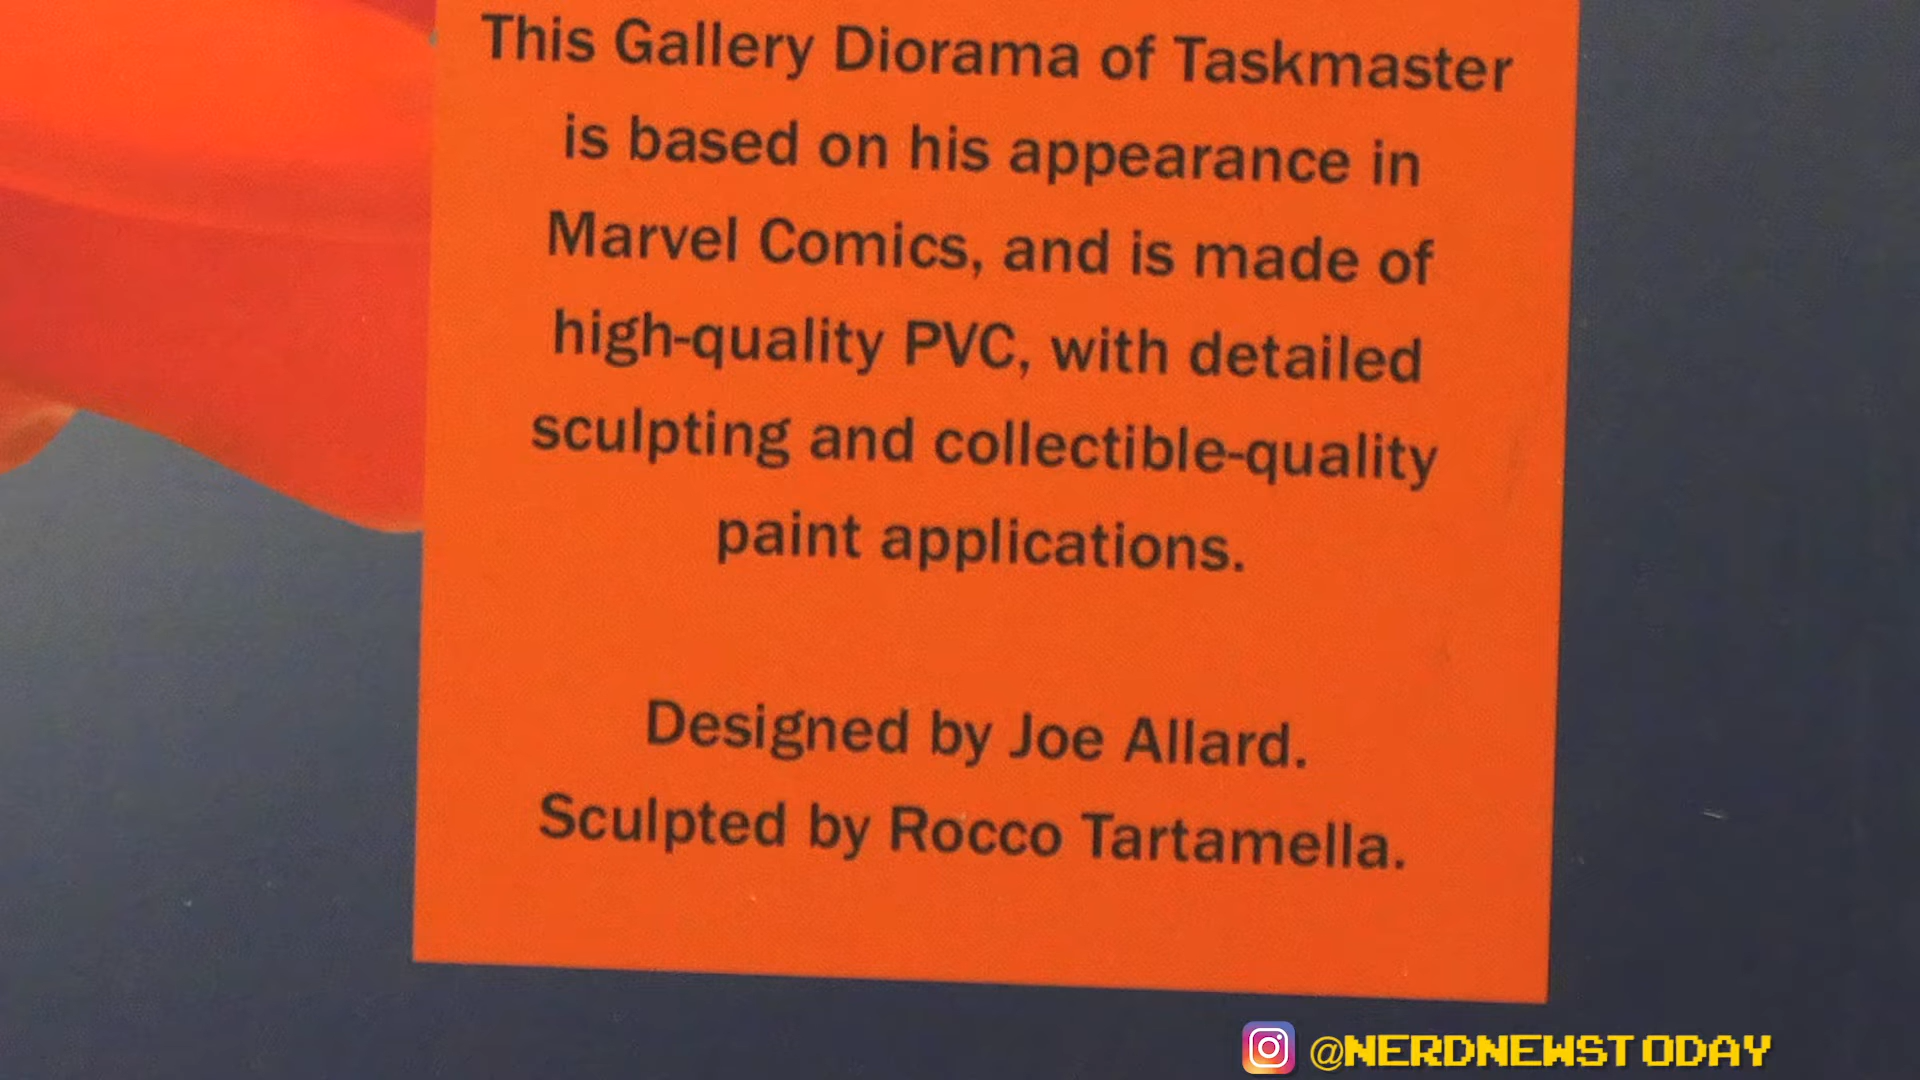 This Gallery Diorama of Taskmaster
is based on his appearance in
Marvel Comics, and is made of
high-quality PVC, with detailed
sculpting and collectible-quality
paint applications.
Designed by Joe Allard.
Sculpted by Rocco Tartamella.
@NERDNEWSTODAY